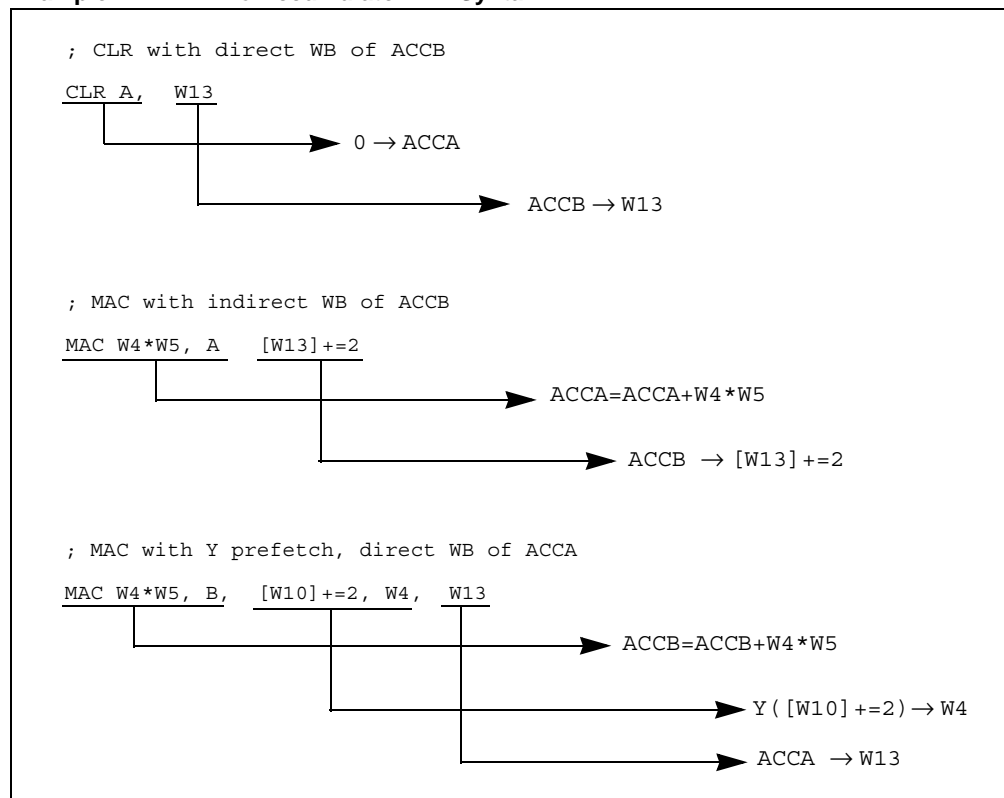 ; CLR with direct WB of ACCB
CLR A, W13
0 → ACCA
ACCB → W13
; MAC with indirect WB of ACCB
MAC W4*W5, A [W13]+=2
ACCA=ACCA+W4*W5
ACCB → [W13]+=2
; MAC with Y prefetch, direct WB of ACCA
MAC W4*W5, B, [W10]+=2, W4, W13
ACCB=ACCB+W4*W5
Y([W10]+=2)→ W4
ACCA → W13